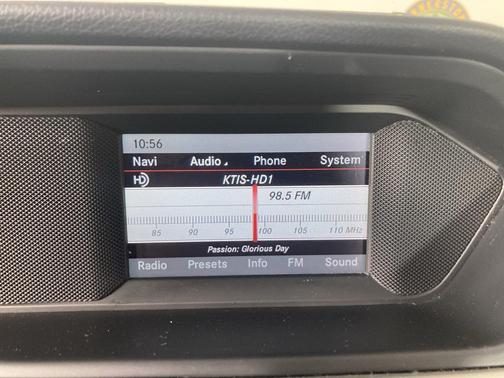 10:56
Navi Audio Phone System
HD KTIS-HD1
98.5 FM
85 90 95 100 105 110 MHz
Passion: Glorious Day
Radio Presets Info FM Sound